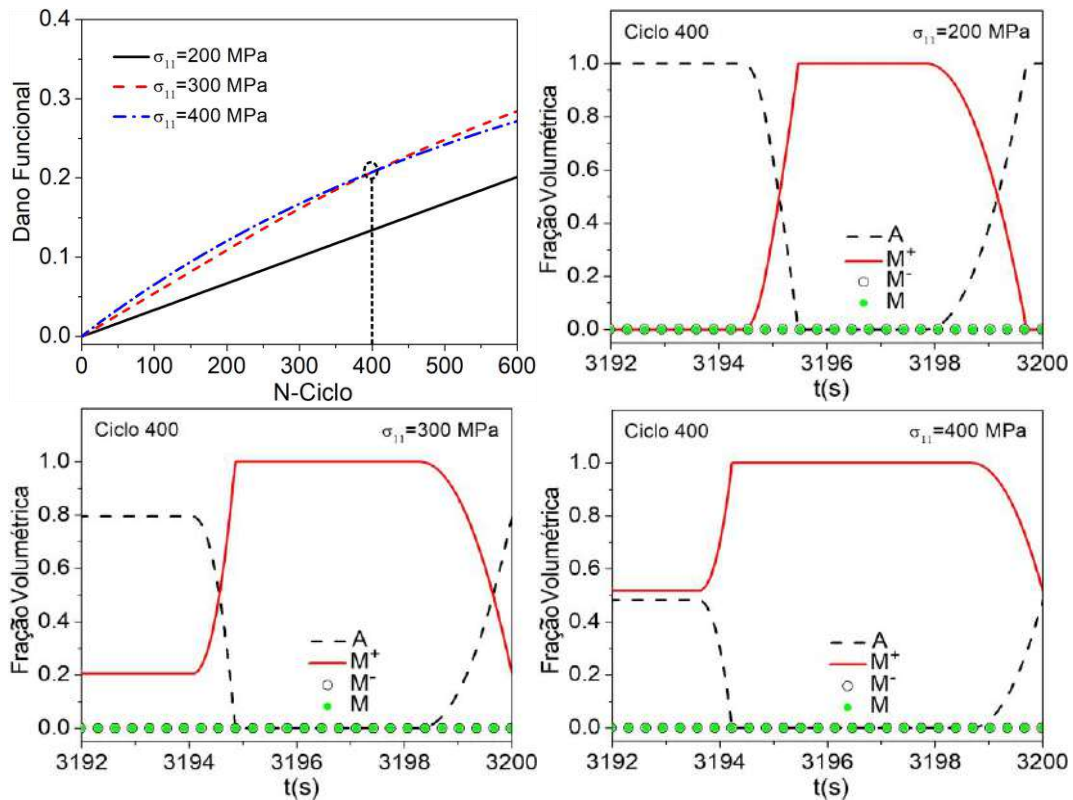 Dano Funcional
0.4
0.3
0.2
0.1
0.0
σ₁₁=200 MPa
σ₁₁=300 MPa
σ₁₁=400 MPa
0 100 200 300 400 500 600
N-Ciclo
Ciclo 400 σ₁₁=200 MPa
Fração Volumétrica
1.0
0.8
0.6
0.4
0.2
0.0
A
M⁺
M⁻
M
3192 3194 3196 3198 3200
t(s)
Ciclo 400 σ₁₁=300 MPa
Fração Volumétrica
1.0
0.8
0.6
0.4
0.2
0.0
A
M⁺
M⁻
M
3192 3194 3196 3198 3200
t(s)
Ciclo 400 σ₁₁=400 MPa
Fração Volumétrica
1.0
0.8
0.6
0.4
0.2
0.0
A
M⁺
M⁻
M
3192 3194 3196 3198 3200
t(s)